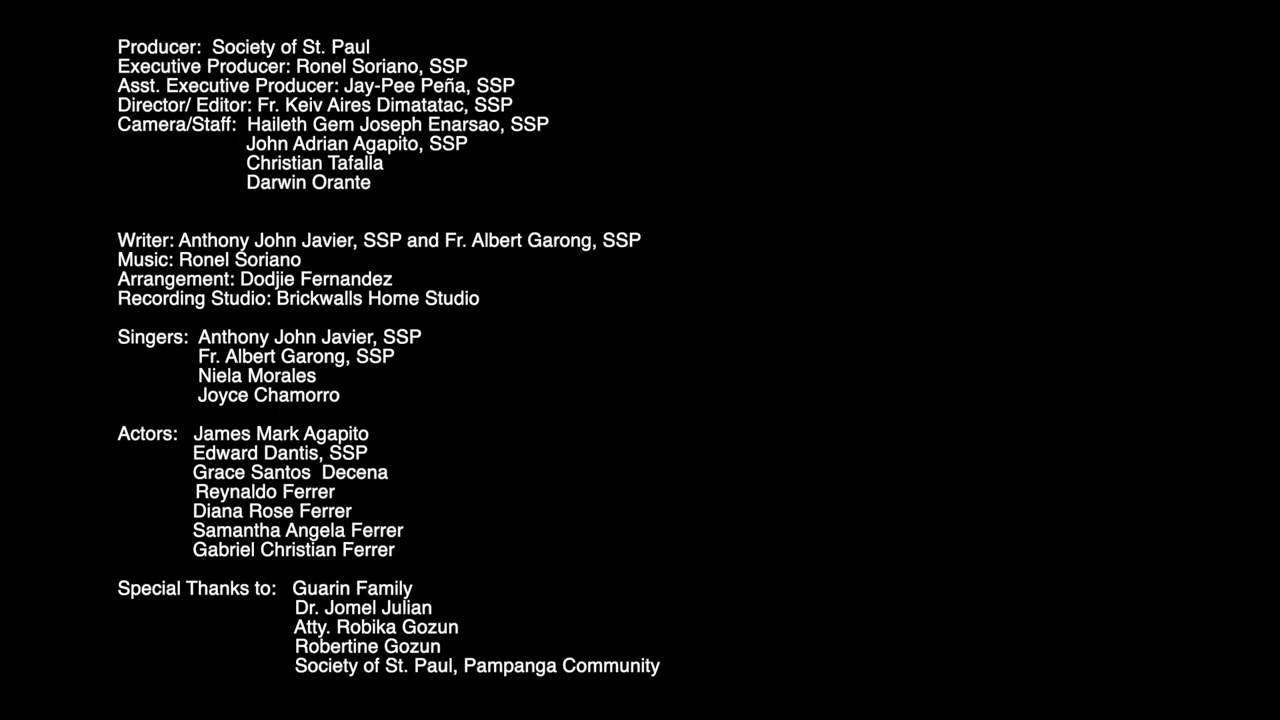 Producer:  Society of St. Paul
Executive Producer: Ronel Soriano, SSP
Asst. Executive Producer: Jay-Pee Peña, SSP
Director/ Editor: Fr. Keiv Aires Dimatatac, SSP
Camera/Staff:  Haileth Gem Joseph Enarsao, SSP
John Adrian Agapito, SSP
Christian Tafalla
Darwin Orante
Writer: Anthony John Javier, SSP and Fr. Albert Garong, SSP
Music: Ronel Soriano
Arrangement: Dodjie Fernandez
Recording Studio: Brickwalls Home Studio
Singers:  Anthony John Javier, SSP
Fr. Albert Garong, SSP
Niela Morales
Joyce Chamorro
Actors:   James Mark Agapito
Edward Dantis, SSP
Grace Santos  Decena
Reynaldo Ferrer
Diana Rose Ferrer
Samantha Angela Ferrer
Gabriel Christian Ferrer
Special Thanks to:   Guarin Family
Dr. Jomel Julian
Atty. Robika Gozun
Robertine Gozun
Society of St. Paul, Pampanga Community